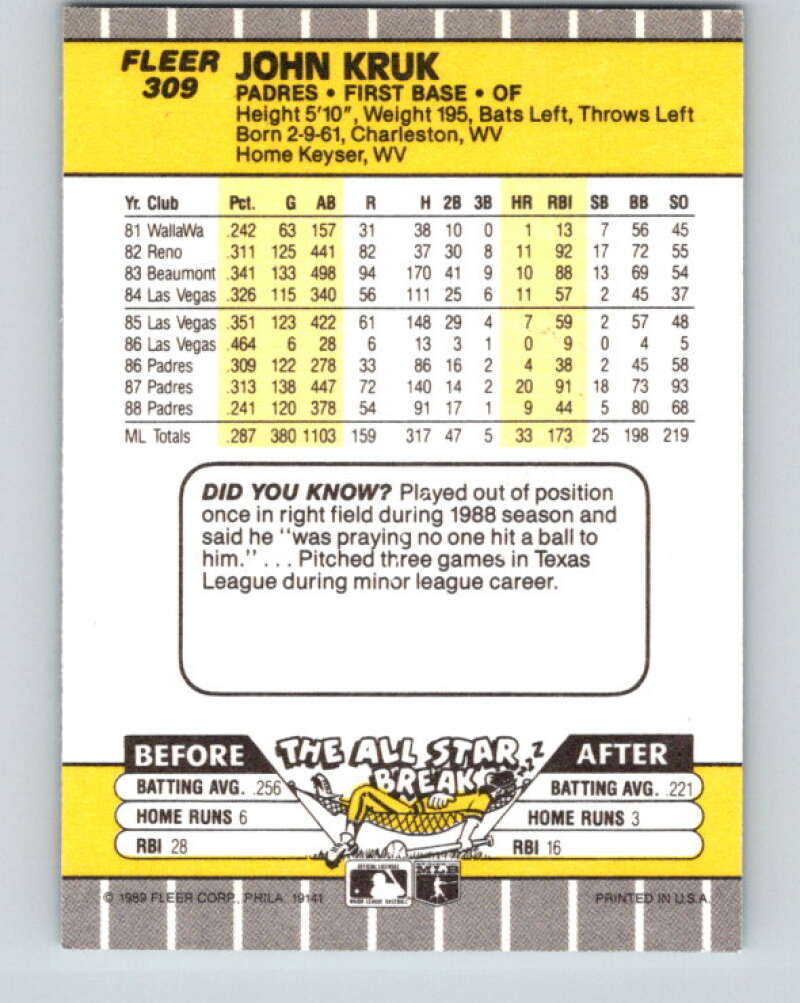 FLEER
309
JOHN KRUK
PADRES • FIRST BASE • OF
Height 5'10", Weight 195, Bats Left, Throws Left
Born 2-9-61, Charleston, WV
Home Keyser, WV
Yr. Club Pct. G AB R H 2B 3B HR RBI SB BB SO
81 WallaWa .242 63 157 31 38 10 0 1 13 7 56 45
82 Reno .311 125 441 82 37 30 8 11 92 17 72 55
83 Beaumont .341 133 498 94 170 41 9 10 88 13 69 54
84 Las Vegas .326 115 340 56 111 25 6 11 57 2 45 37
85 Las Vegas .351 123 422 61 148 29 4 7 59 2 57 48
86 Las Vegas .464 6 28 6 13 3 1 0 9 0 4 5
86 Padres .309 122 278 33 86 16 2 4 38 2 45 58
87 Padres .313 138 447 72 140 14 2 20 91 18 73 93
88 Padres .241 120 378 54 91 17 1 9 44 5 80 68
ML Totals .287 380 1103 159 317 47 5 33 173 25 198 219
DID YOU KNOW? Played out of position
once in right field during 1988 season and
said he "was praying no one hit a ball to
him." . . . Pitched three games in Texas
League during minor league career.
BEFORE THE ALL STAR BREAK AFTER
ZZZ
BATTING AVG. .256 BATTING AVG. .221
HOME RUNS 6 HOME RUNS 3
RBI 28 RBI 16
OFFICIAL LICENSEE
MAJOR LEAGUE BASEBALL
MLB
© 1989 FLEER CORP., PHILA. 19141 PRINTED IN U.S.A.